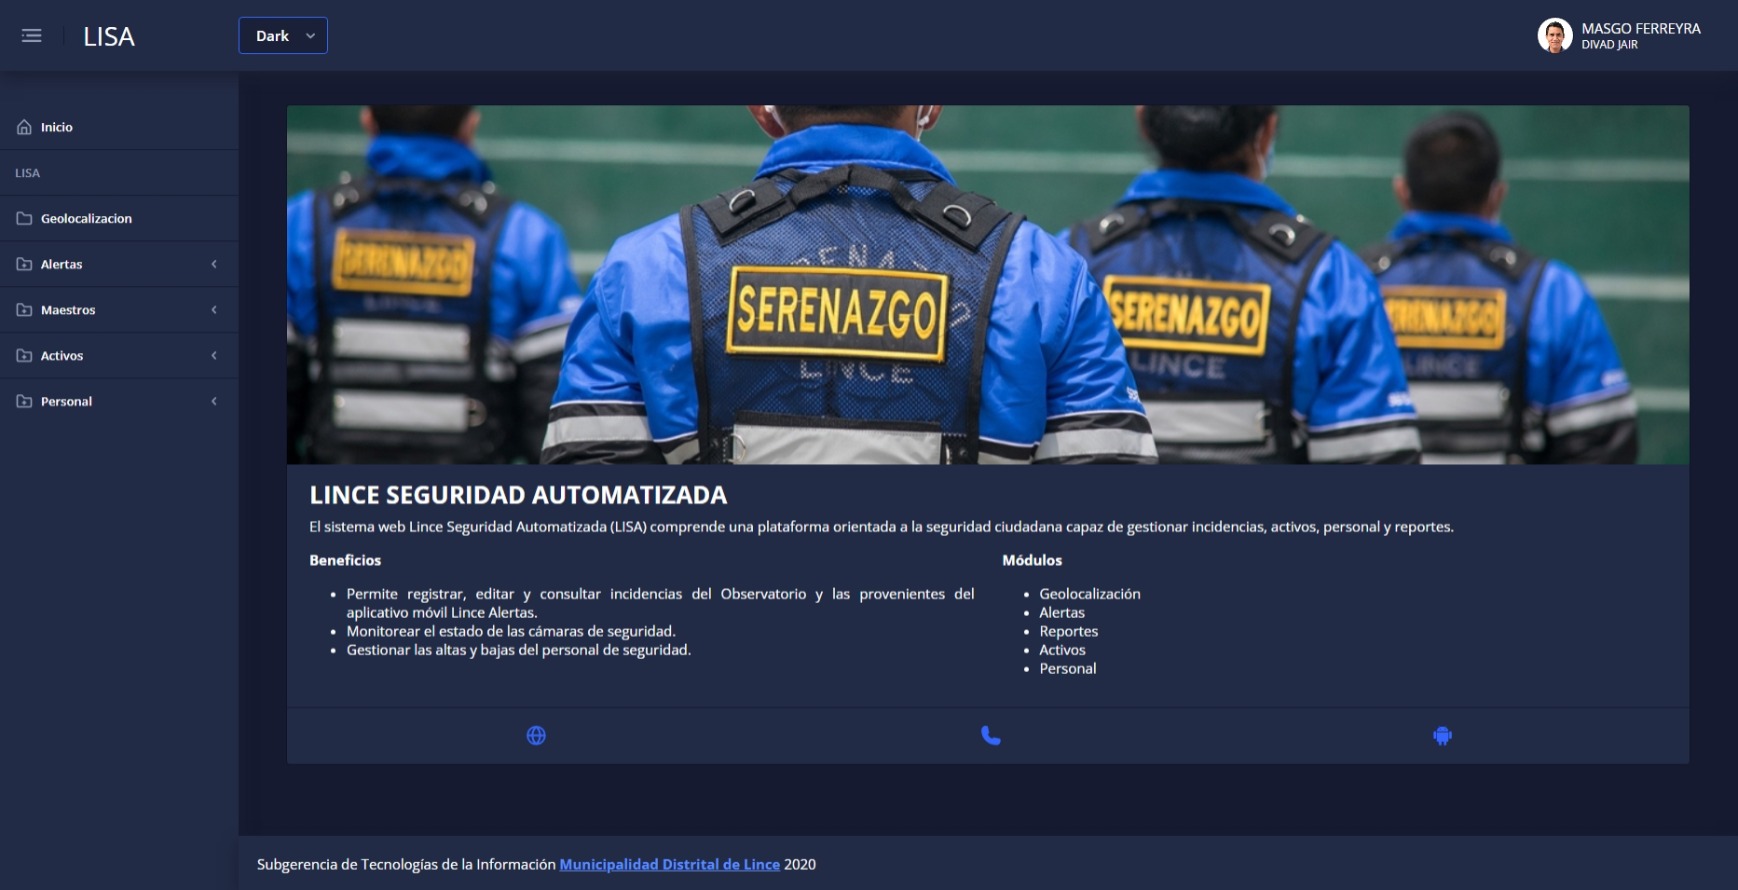 LISA
Dark
MASGO FERREYRA
DIVAD JAIR
Inicio
LISA
Geolocalizacion
Alertas
Maestros
Activos
Personal
SERENAZGO
SERENAZGO
LINCE
SERENAZGO
LINCE
SERENAZGO
LINCE SEGURIDAD AUTOMATIZADA
El sistema web Lince Seguridad Automatizada (LISA) comprende una plataforma orientada a la seguridad ciudadana capaz de gestionar incidencias, activos, personal y reportes.
Beneficios
Permite registrar, editar y consultar incidencias del Observatorio y las provenientes del
aplicativo móvil Lince Alertas.
Monitorear el estado de las cámaras de seguridad.
Gestionar las altas y bajas del personal de seguridad.
Módulos
Geolocalización
Alertas
Reportes
Activos
Personal
Subgerencia de Tecnologías de la Información Municipalidad Distrital de Lince 2020